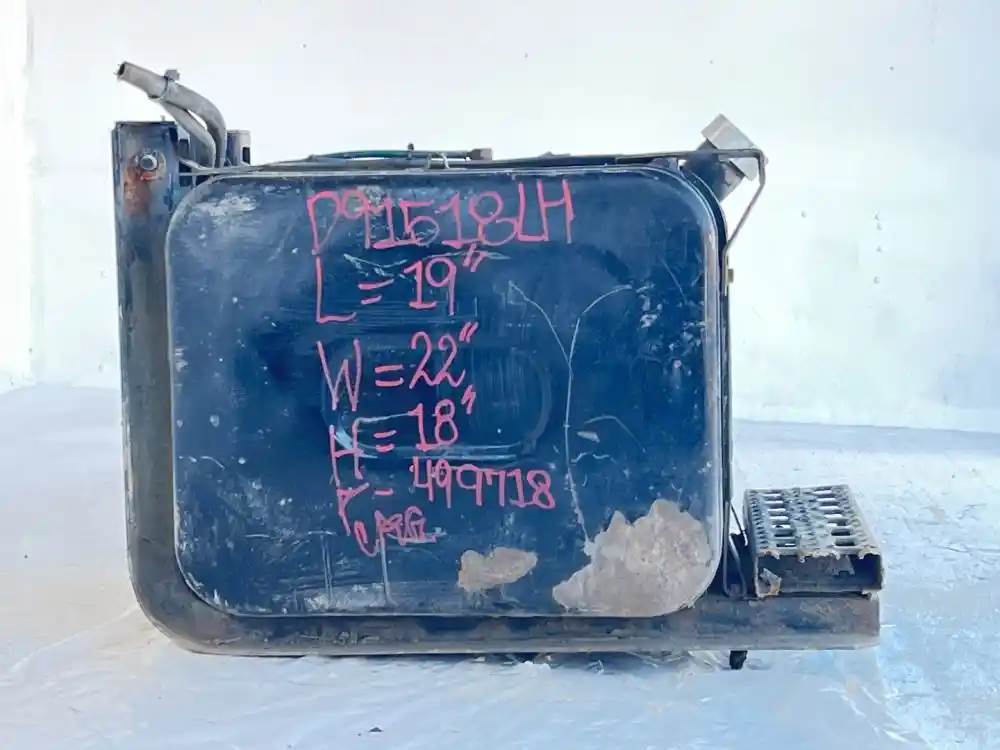 D91518LH
L = 19"
W = 22"
H = 18"
r - 499718